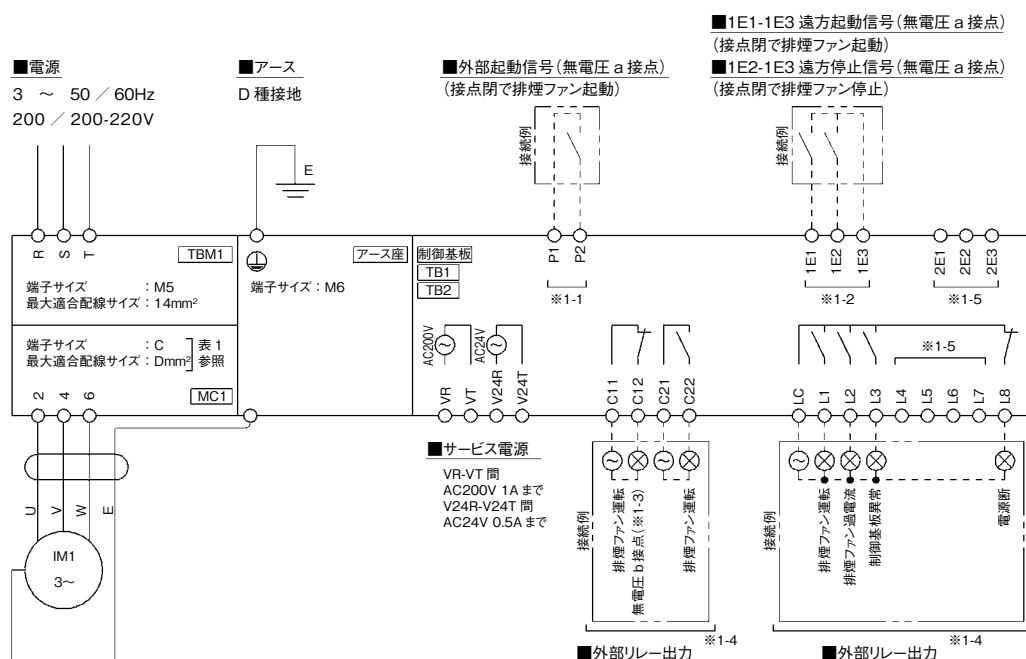 ■1E1-1E3 遠方起動信号(無電圧 a 接点)
(接点閉で排煙ファン起動)
■1E2-1E3 遠方停止信号(無電圧 a 接点)
(接点閉で排煙ファン停止)
■電源
3 ～ 50 / 60Hz
200 / 200-220V
■アース
D 種接地
■外部起動信号(無電圧 a 接点)
(接点閉で排煙ファン起動)
接続例
接続例
E
R
S
T
TBM1
アース座
制御基板
TB1
TB2
P1
P2
1E1
1E2
1E3
2E1
2E2
2E3
端子サイズ : M5
最大適合配線サイズ : 14mm²
端子サイズ : M6
※1-1
※1-2
※1-5
端子サイズ : C
最大適合配線サイズ : Dmm²
表 1
参照
MC1
AC200V
AC24V
※1-5
2
4
6
VR
VT
V24R
V24T
C11
C12
C21
C22
LC
L1
L2
L3
L4
L5
L6
L7
L8
■サービス電源
VR-VT 間
AC200V 1A まで
V24R-V24T 間
AC24V 0.5A まで
接続例
排煙ファン運転
無電圧 b 接点(※1-3)
排煙ファン運転
接続例
排煙ファン運転
排煙ファン過電流
制御基板異常
電源断
U
V
W
E
IM1
3～
※1-4
※1-4
■外部リレー出力
■外部リレー出力